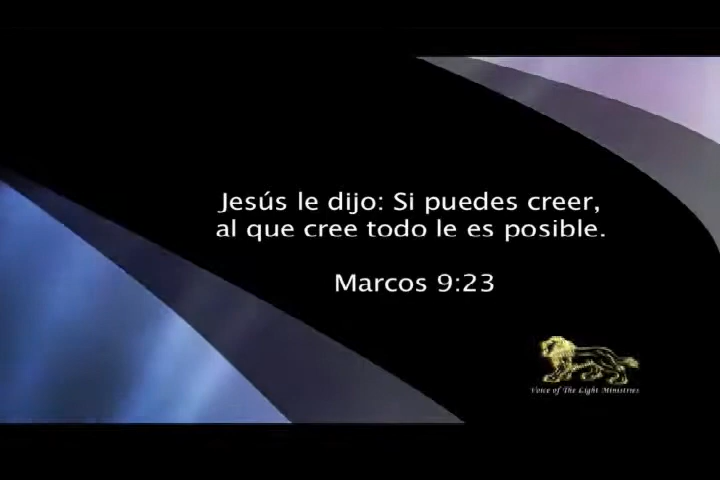 Jesús le dijo: Si puedes creer,
al que cree todo le es posible.
Marcos 9:23
Voice of The Light Ministries